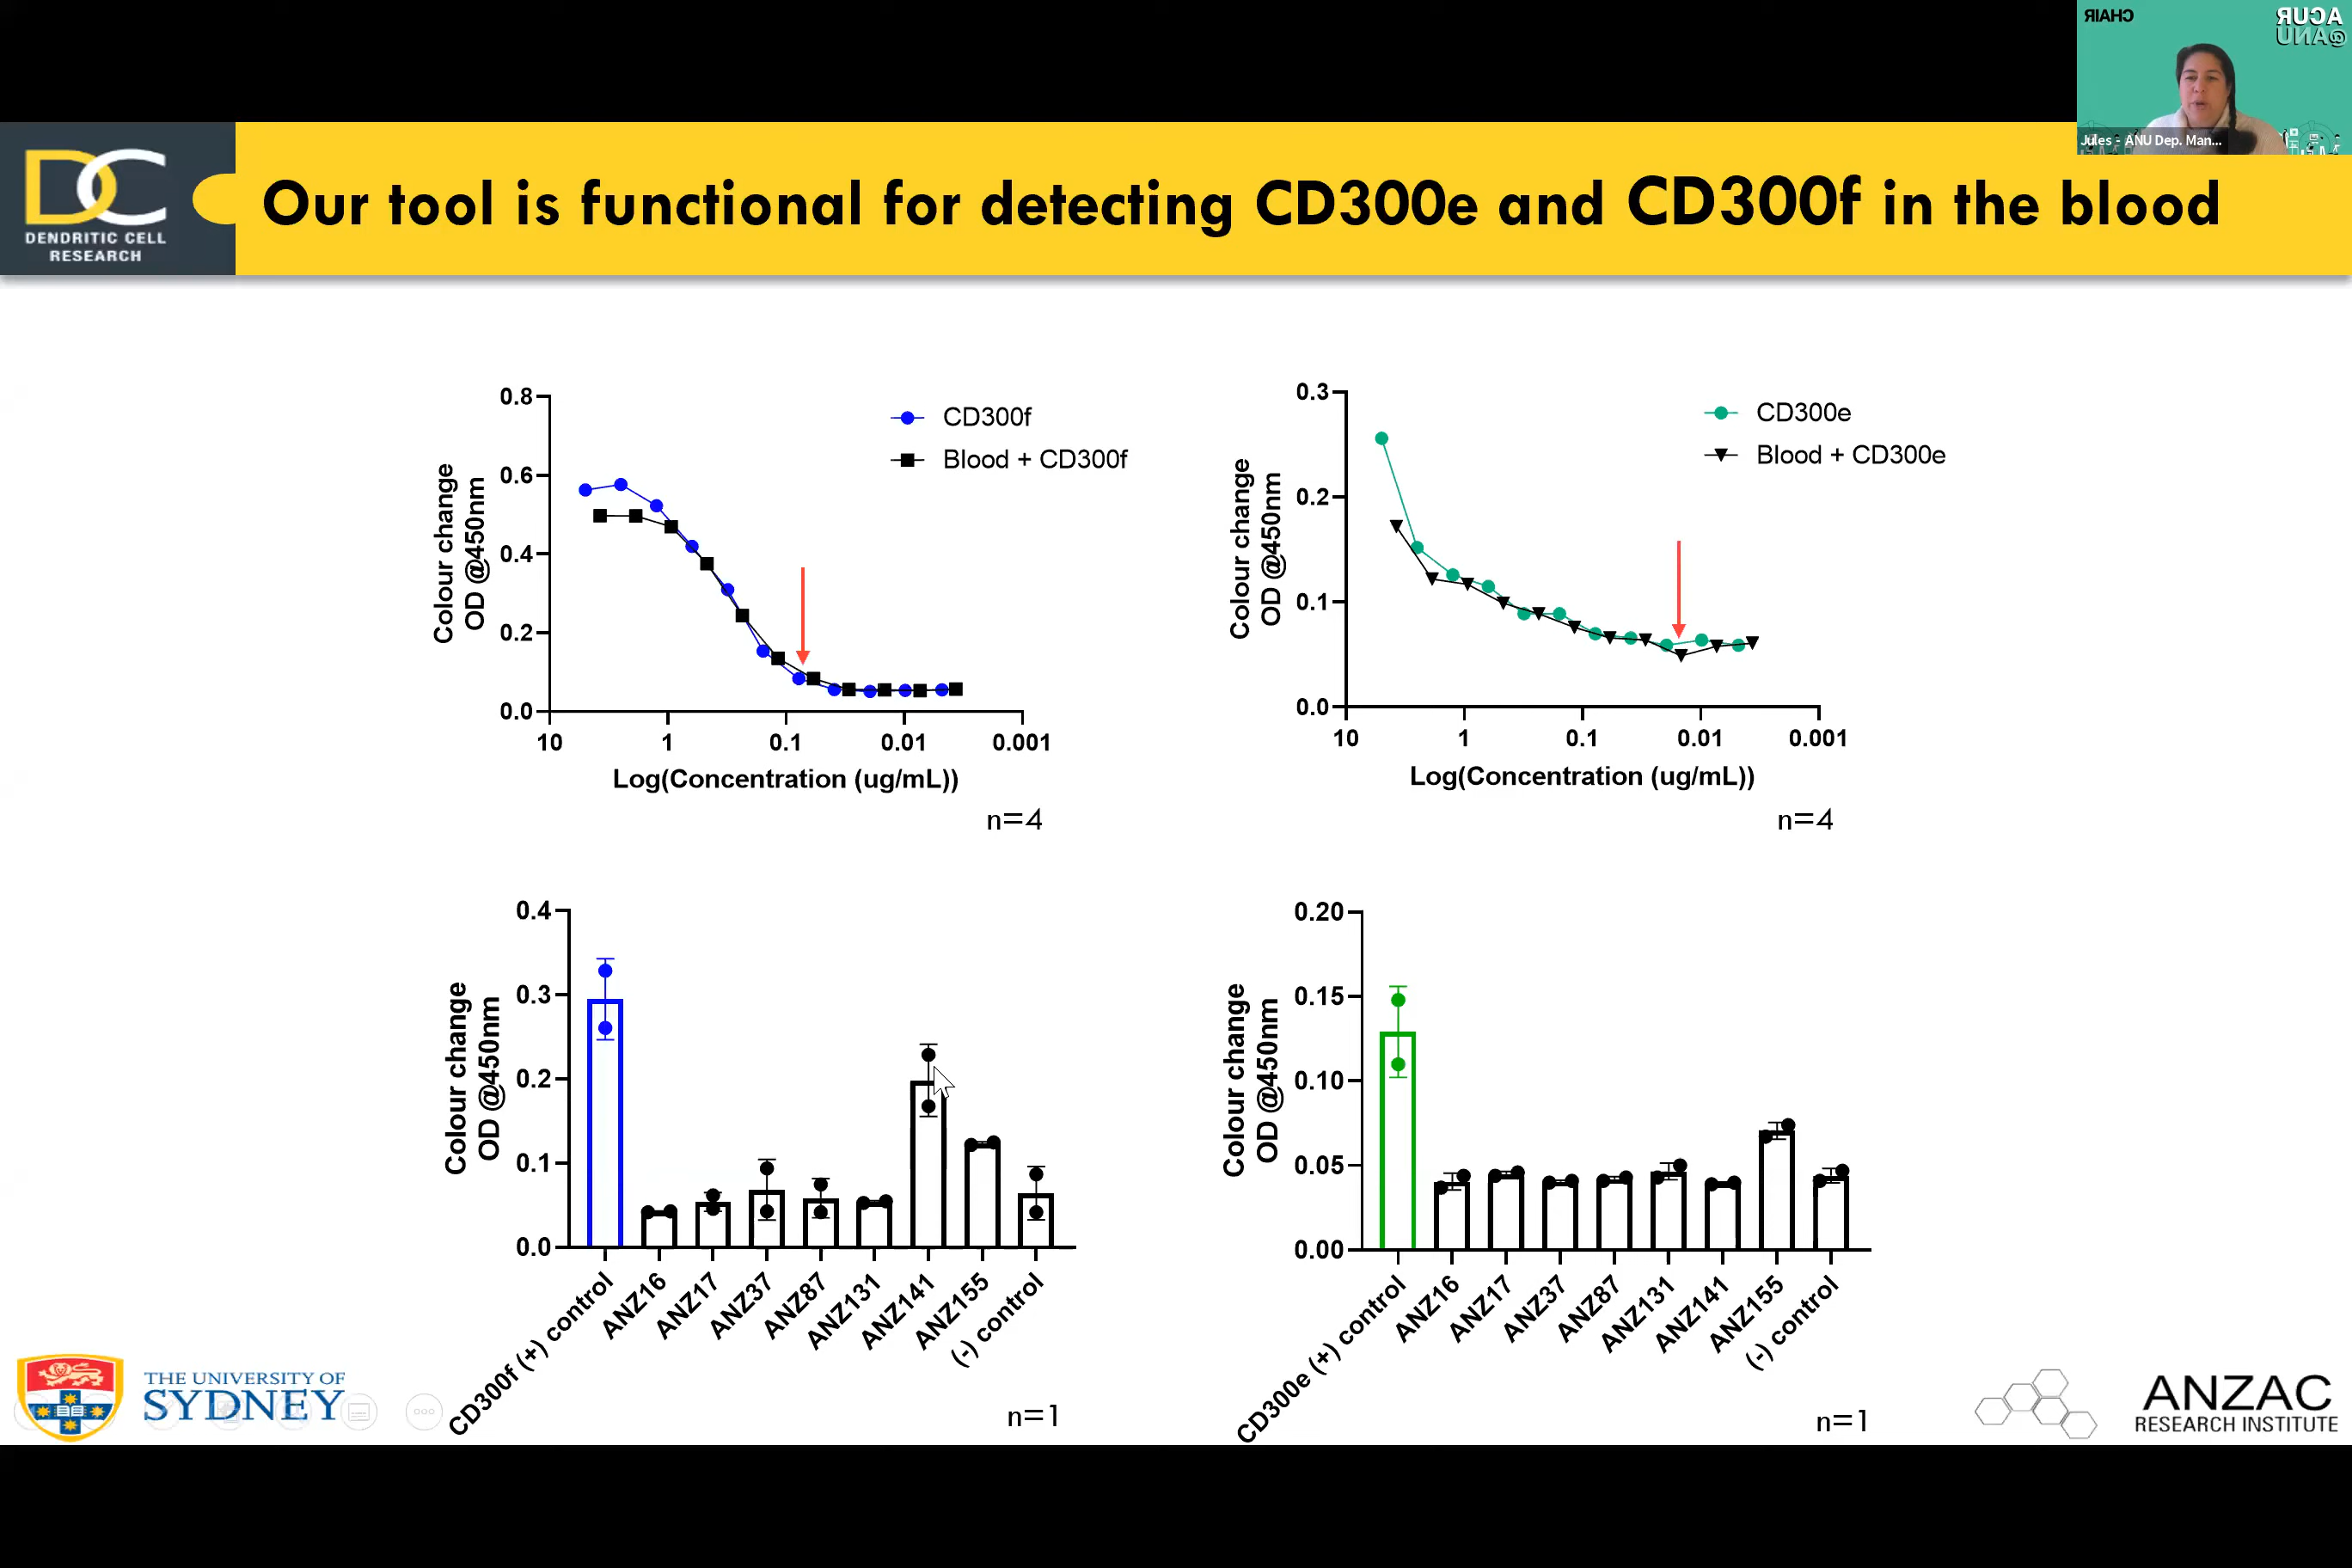 CHAIR
ACUR
@ANU
Jules - ANU Dep. Man...
DC
DENDRITIC CELL
RESEARCH
Our tool is functional for detecting CD300e and CD300f in the blood
Colour change
OD @450nm
0.8
0.6
0.4
0.2
0.0
10
1
0.1
0.01
0.001
Log(Concentration (ug/mL))
CD300f
Blood + CD300f
n=4
Colour change
OD @450nm
0.3
0.2
0.1
0.0
10
1
0.1
0.01
0.001
Log(Concentration (ug/mL))
CD300e
Blood + CD300e
n=4
Colour change
OD @450nm
0.4
0.3
0.2
0.1
0.0
CD300f (+) control
ANZ16
ANZ17
ANZ37
ANZ87
ANZ131
ANZ141
ANZ155
(-) control
n=1
Colour change
OD @450nm
0.20
0.15
0.10
0.05
0.00
CD300e (+) control
ANZ16
ANZ17
ANZ37
ANZ87
ANZ131
ANZ141
ANZ155
(-) control
n=1
THE UNIVERSITY OF
SYDNEY
ANZAC
RESEARCH INSTITUTE